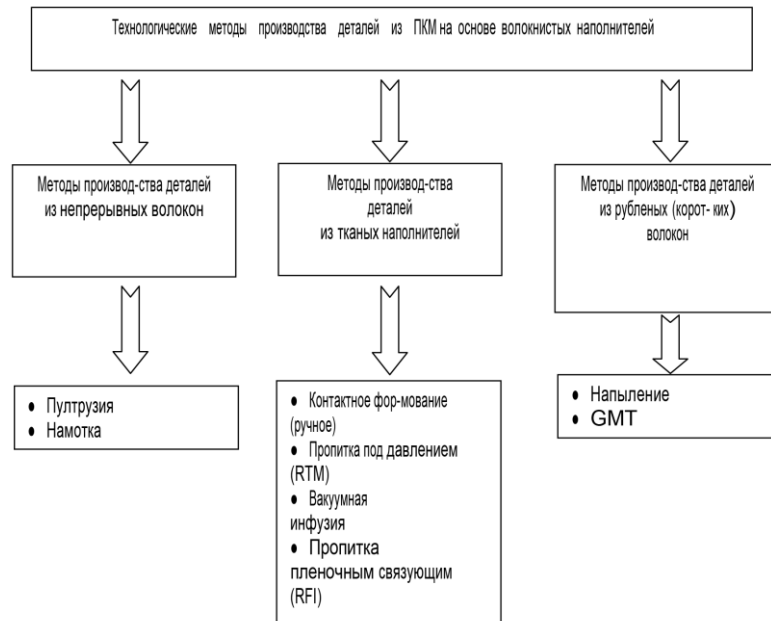 Технологические методы производства деталей из ПКМ на основе волокнистых наполнителей
Методы производ-ства деталей
из непрерывных волокон
Методы производ-ства
деталей
из тканых наполнителей
Методы производ-ства деталей
из рубленых (корот- ких)
волокон
● Пултрузия
● Намотка
● Контактное фор-мование
(ручное)
● Пропитка под давлением
(RTM)
● Вакуумная
инфузия
● Пропитка
пленочным связующим
(RFI)
● Напыление
● GMT